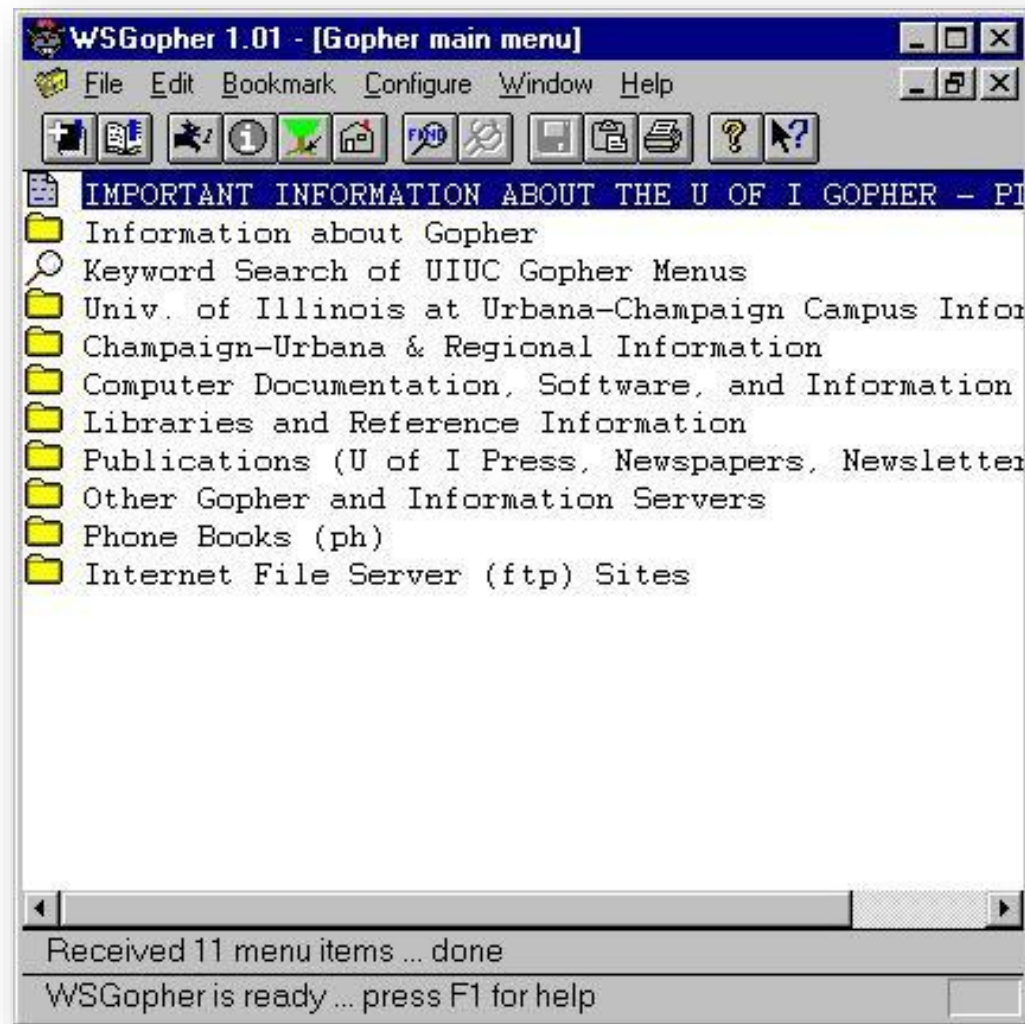 WSGopher 1.01 - [Gopher main menu]
File Edit Bookmark Configure Window Help
FIND
IMPORTANT INFORMATION ABOUT THE U OF I GOPHER - Pl
Information about Gopher
Keyword Search of UIUC Gopher Menus
Univ. of Illinois at Urbana-Champaign Campus Infor
Champaign-Urbana & Regional Information
Computer Documentation, Software, and Information
Libraries and Reference Information
Publications (U of I Press, Newspapers, Newsletter
Other Gopher and Information Servers
Phone Books (ph)
Internet File Server (ftp) Sites
Received 11 menu items ... done
WSGopher is ready ... press F1 for help